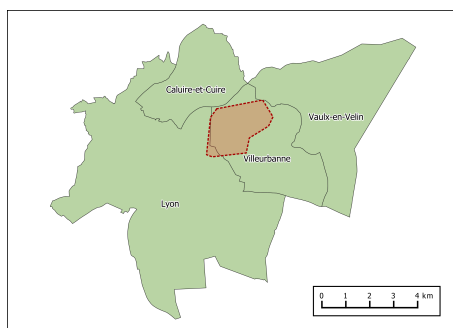 Caluire-et-Cuire
Vaulx-en-Velin
Villeurbanne
Lyon
0 1 2 3 4 km